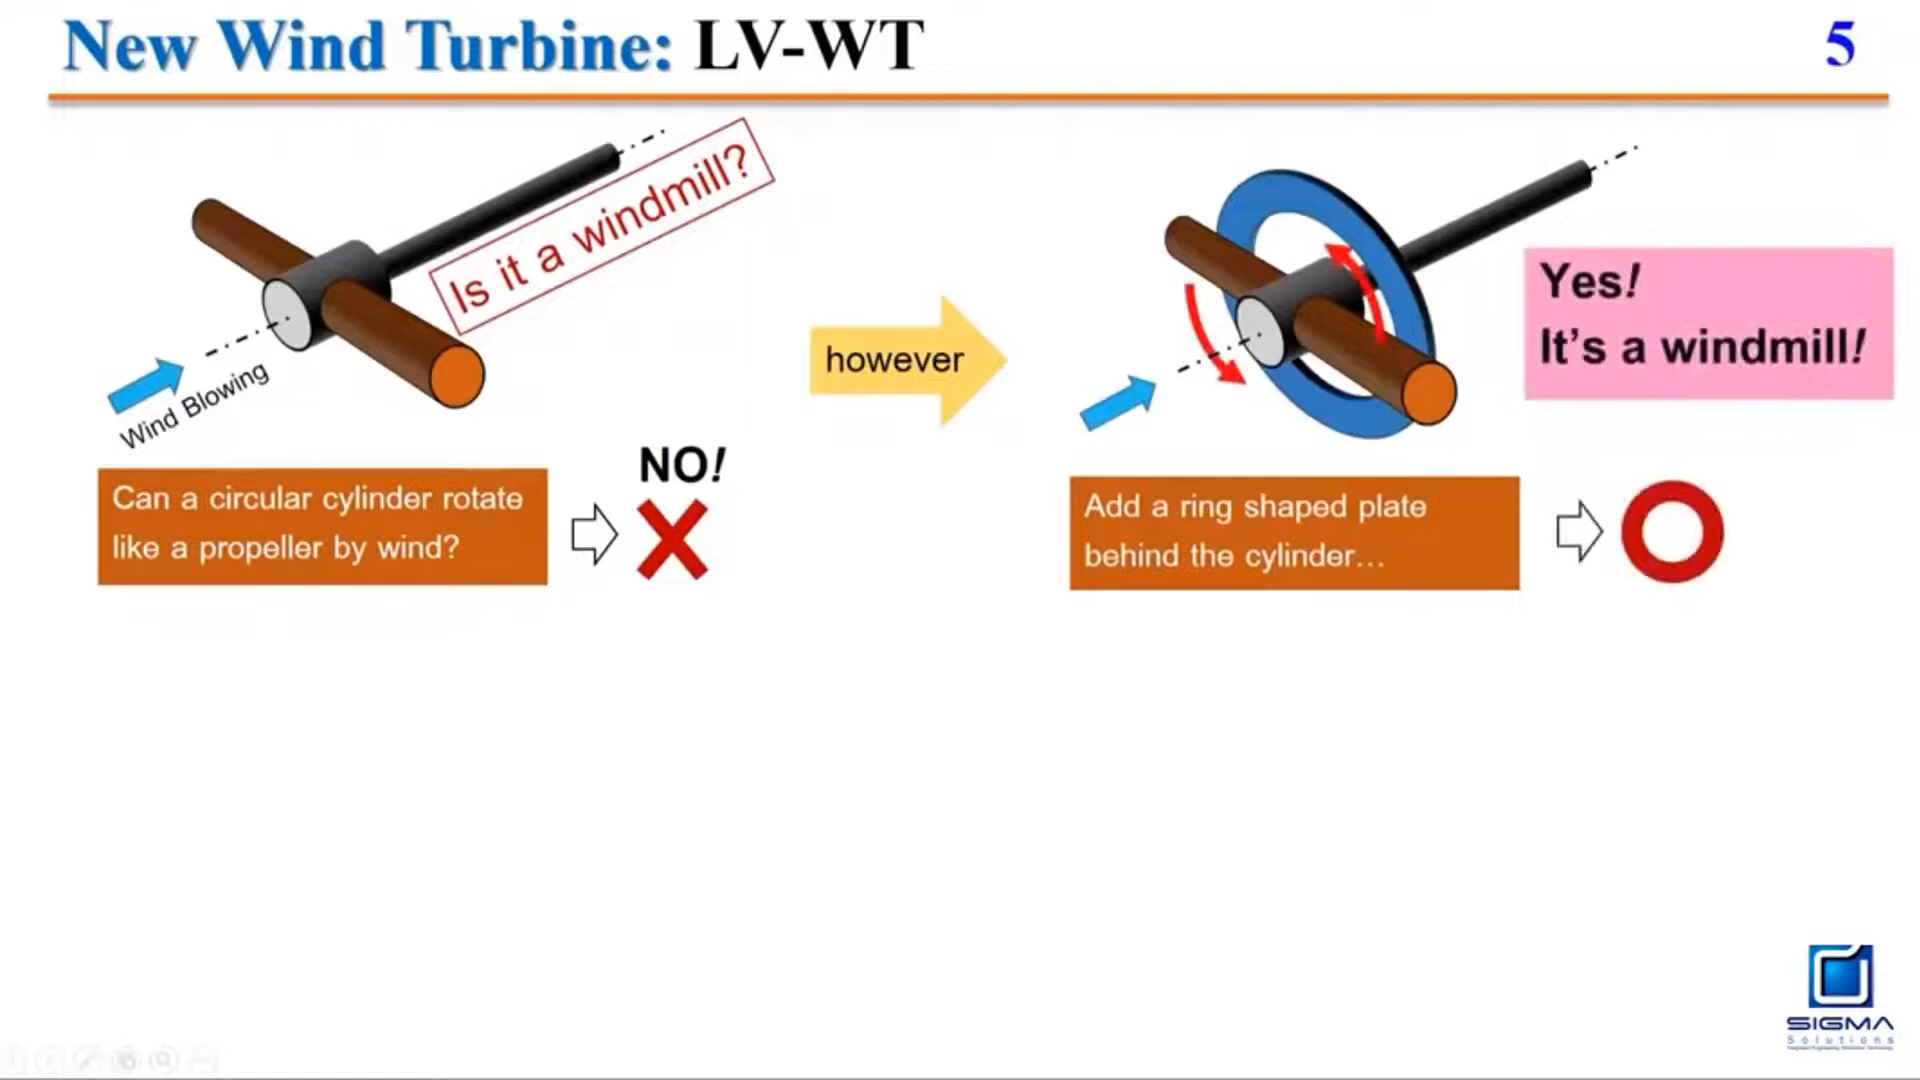 New Wind Turbine: LV-WT
5
Is it a windmill?
Wind Blowing
however
Yes!
It's a windmill!
NO!
Can a circular cylinder rotate
like a propeller by wind?
Add a ring shaped plate
behind the cylinder...
SIGMA
Solutions